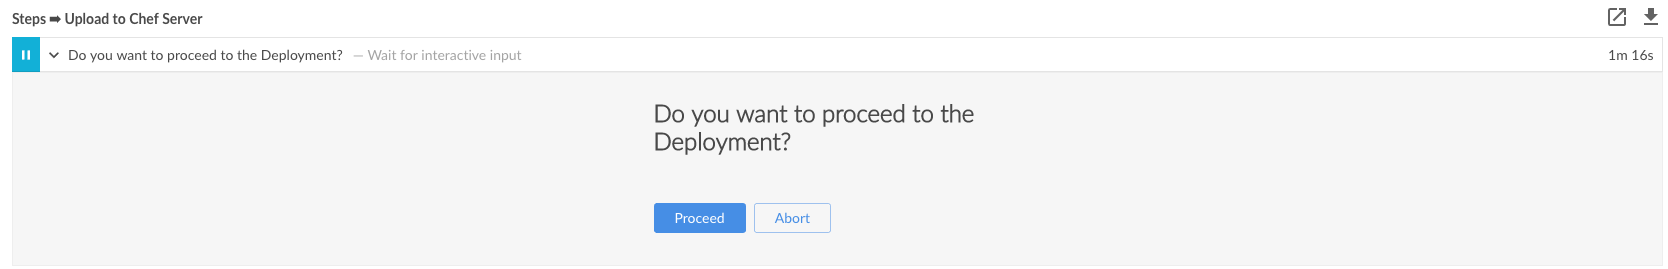 Steps ➡ Upload to Chef Server
Do you want to proceed to the Deployment? — Wait for interactive input 1m 16s
Do you want to proceed to the
Deployment?
Proceed Abort